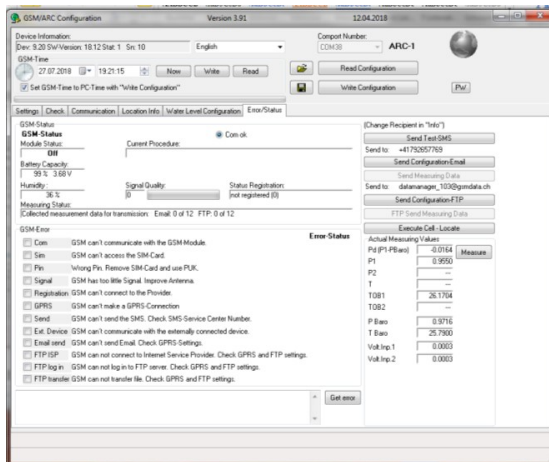 GSM/ARC Configuration Version 3.91 12.04.2018
Device Information:
Dev: 9.20 SW-Version: 18.12 Stat: 1 Sn: 10
English
Comport Number:
COM38
ARC-1
GSM-Time
27.07.2018 19:21:15 Now Write Read
Read Configuration
Set GSM-Time to PC-Time with "Write Configuration"
Write Configuration
PW
Settings Check Communication Location Info Water Level Configuration Error/Status
GSM-Status
GSM-Status
Com ok
Module Status: Current Procedure:
Off
Battery Capacity:
99 % 3.68 V
Humidity : Signal Quality: Status Registration:
36 % 0 not registered (0)
Measuring Status:
Collected measurement data for transmission: Email: 0 of 12 FTP: 0 of 12
GSM-Error
Error-Status
Com GSM can't communicate with the GSM-Module.
Sim GSM can't access the SIM-Card.
Pin Wrong Pin. Remove SIM-Card and use PUK.
Signal GSM has too little Signal. Improve Antenna.
Registration GSM can't connect to the Provider.
GPRS GSM can't make a GPRS-Connection
Send GSM can't send the SMS. Check SMS-Service Center Number.
Ext. Device GSM can't communicate with the externally connected device.
Email send GSM can't send Email. Check GPRS-Settings.
FTP ISP GSM can not connect to Internet Service Provider. Check GPRS and FTP settings.
FTP log in GSM can not log in to FTP server. Check GPRS and FTP settings.
FTP transfer GSM can not transfer file. Check GPRS and FTP settings.
Get error
(Change Recipient in "Info")
Send Test-SMS
Send to: +41792657769
Send Configuration-Email
Send Measuring Data
Send to: datamanager_103@gsmdata.ch
Send Configuration-FTP
FTP Send Measuring Data
Execute Cell - Locate
Actual Measuring Values
Pd (P1-PBaro) -0.0164 Measure
P1 0.9550
P2 ---
T ---
TOB1 26.1704
TOB2 ---
P Baro 0.9716
T Baro 25.7900
Volt.Inp.1 0.0003
Volt.Inp.2 0.0003